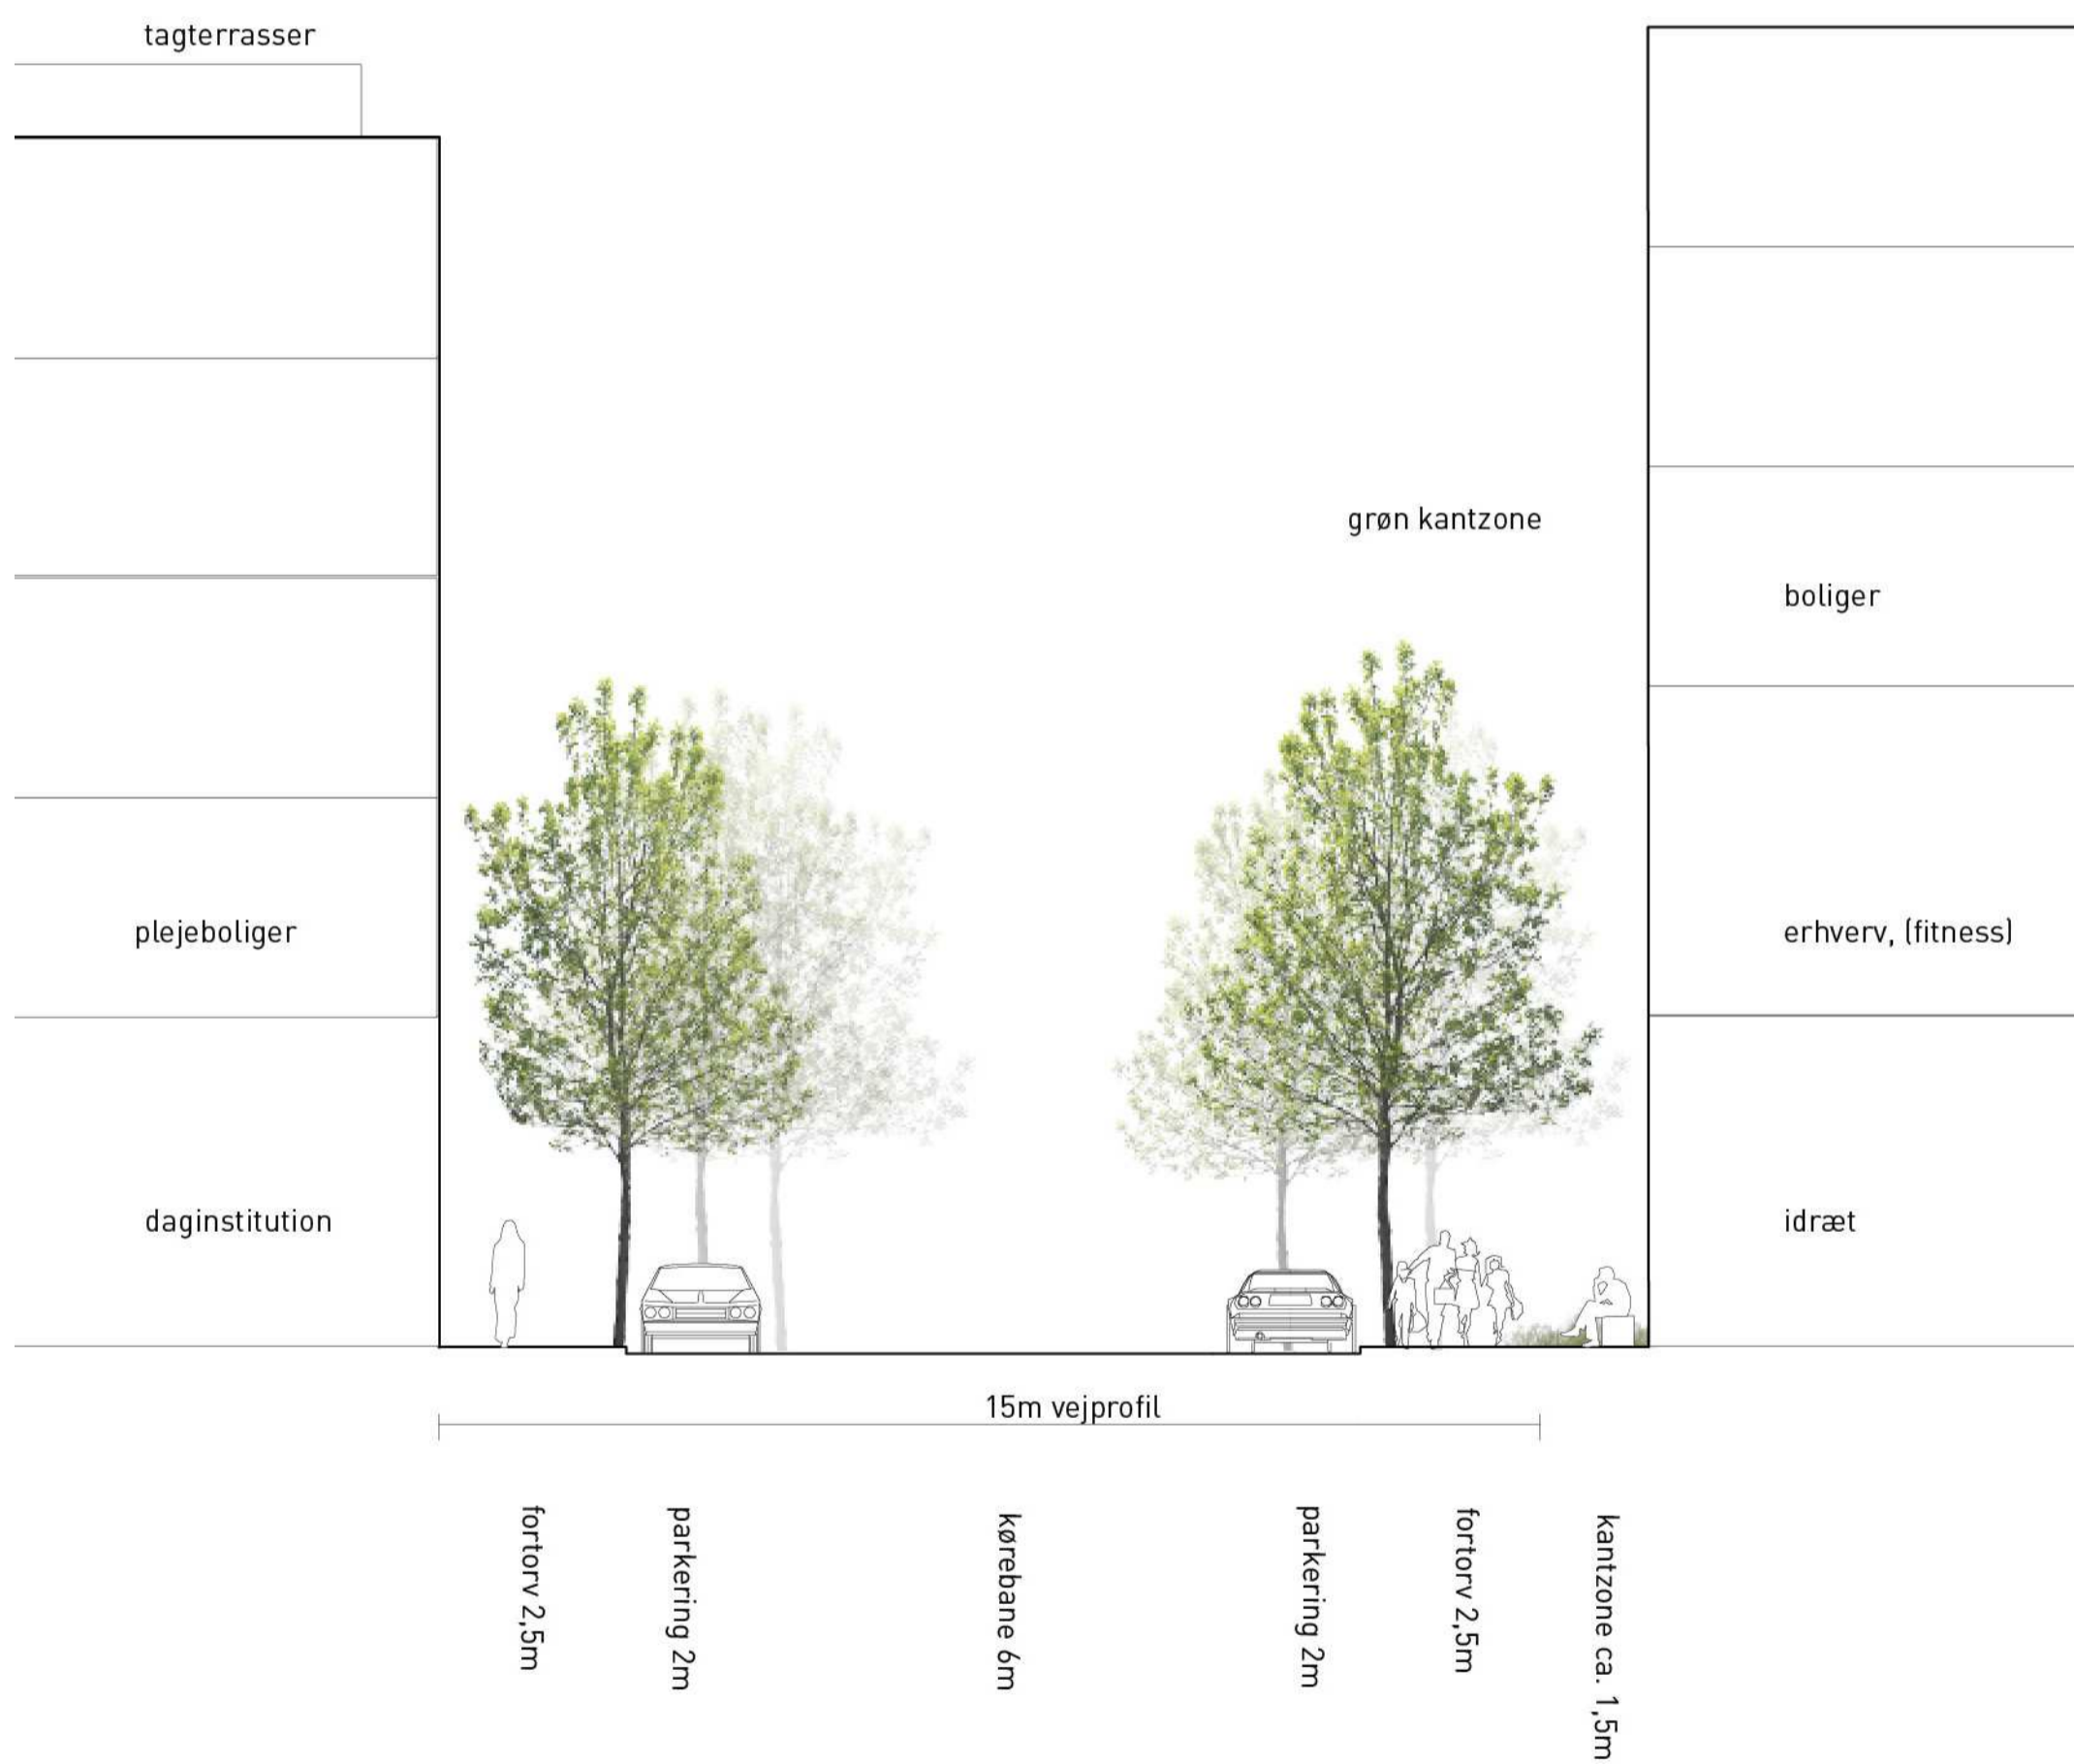 tagterrasser
grøn kantzone
boliger
plejeboliger
erhverv, (fitness)
daginstitution
idræt
15m vejprofil
fortorv 2,5m
parkering 2m
kørebane 6m
parkering 2m
fortorv 2,5m
kantzone ca. 1,5m